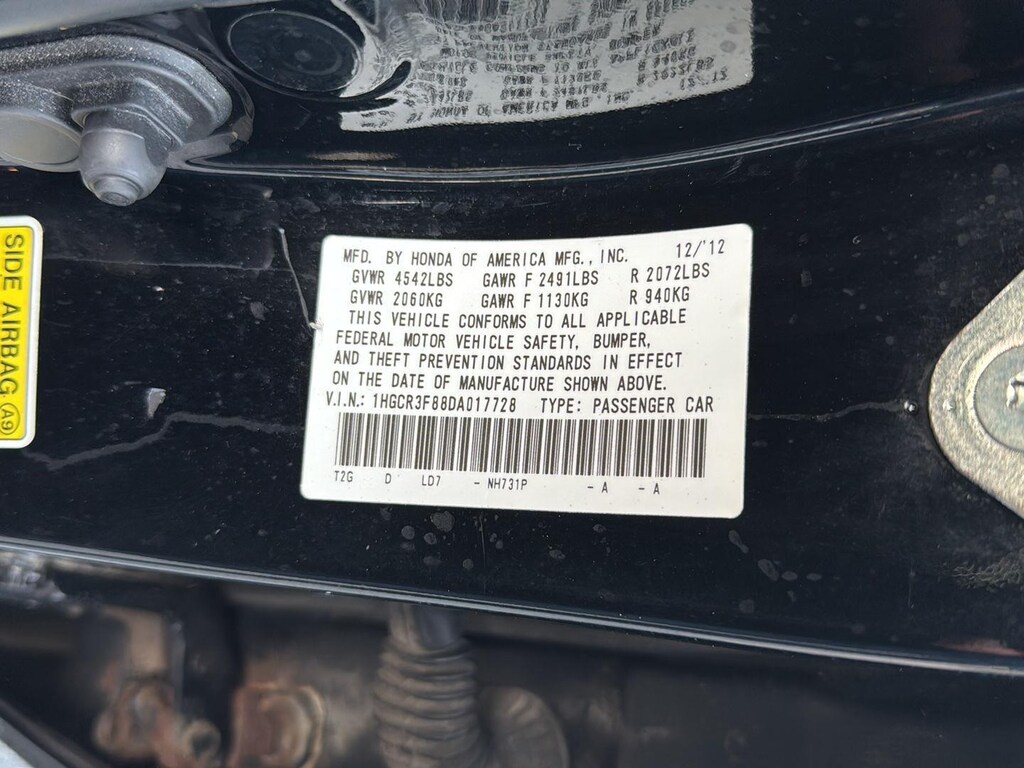 MFD. BY HONDA OF AMERICA MFG., INC. 12/'12
GVWR 4542LBS GAWR F 2491LBS R 2072LBS
GVWR 2060KG GAWR F 1130KG R 940KG
THIS VEHICLE CONFORMS TO ALL APPLICABLE
FEDERAL MOTOR VEHICLE SAFETY, BUMPER,
AND THEFT PREVENTION STANDARDS IN EFFECT
ON THE DATE OF MANUFACTURE SHOWN ABOVE.
V.I.N.: 1HGCR3F88DA017728 TYPE: PASSENGER CAR
T2G D LD7 - NH731P - A - A
SIDE AIRBAG A9